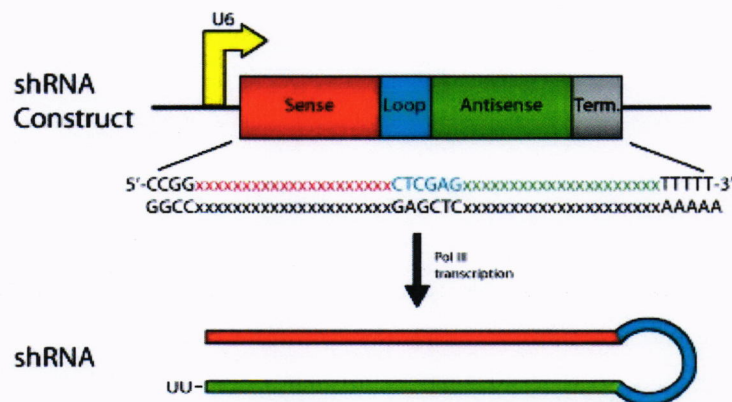 U6
shRNA Construct
Sense Loop Antisense Term.
5'-CCGGxxxxxxxxxxxxxxxxxxxxxCTCGAGxxxxxxxxxxxxxxxxxxxxxTTTTT-3'
GGCCxxxxxxxxxxxxxxxxxxxxxGAGCTCxxxxxxxxxxxxxxxxxxxxxAAAAA
Pol III
transcription
shRNA
UU-